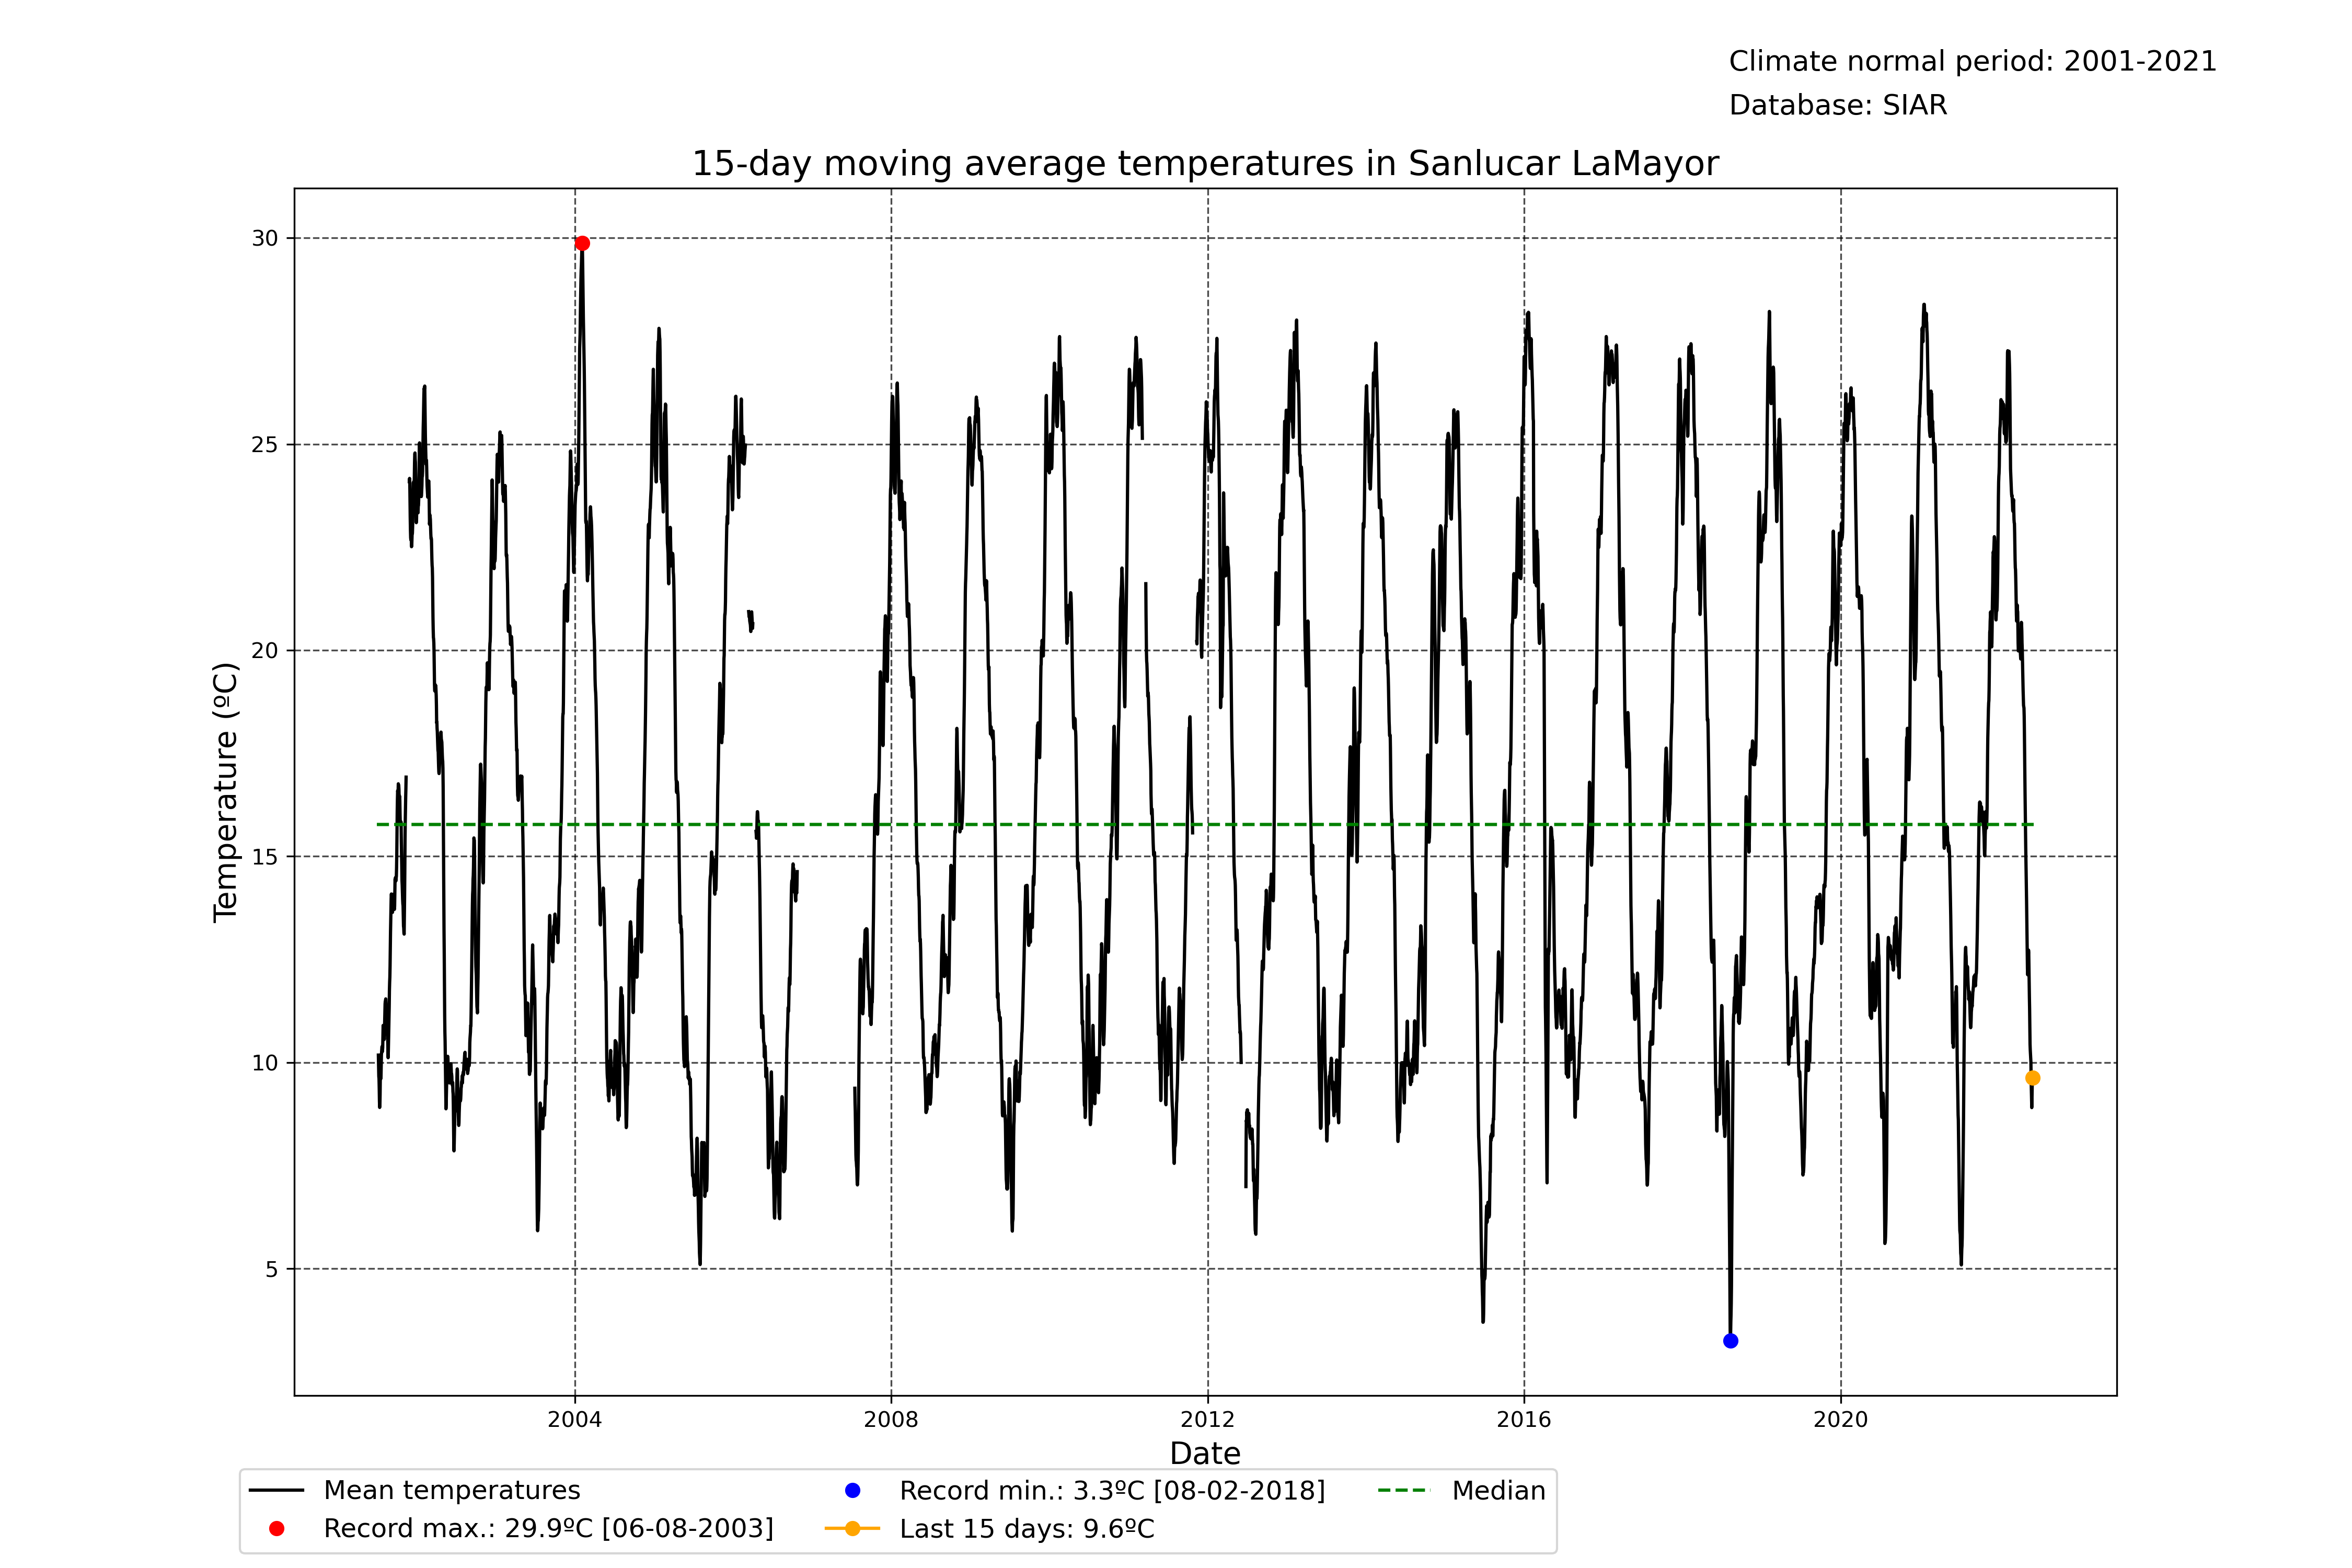 Climate normal period: 2001-2021
Database: SIAR
15-day moving average temperatures in Sanlucar LaMayor
30
25
20
15
10
5
Temperature (ºC)
2004 2008 2012 2016 2020
Date
Mean temperatures
Record max.: 29.9ºC [06-08-2003]
Record min.: 3.3ºC [08-02-2018]
Last 15 days: 9.6ºC
Median